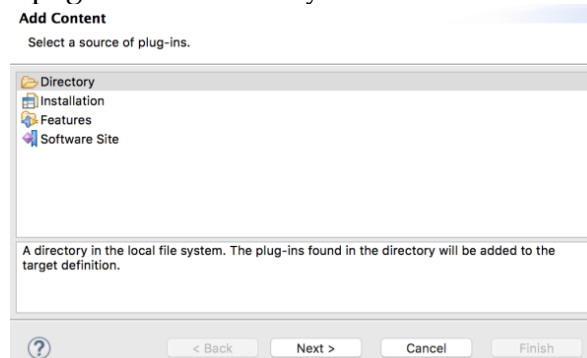 Add Content
Select a source of plug-ins.
Directory
Installation
Features
Software Site
A directory in the local file system. The plug-ins found in the directory will be added to the
target definition.
?
< Back Next > Cancel Finish